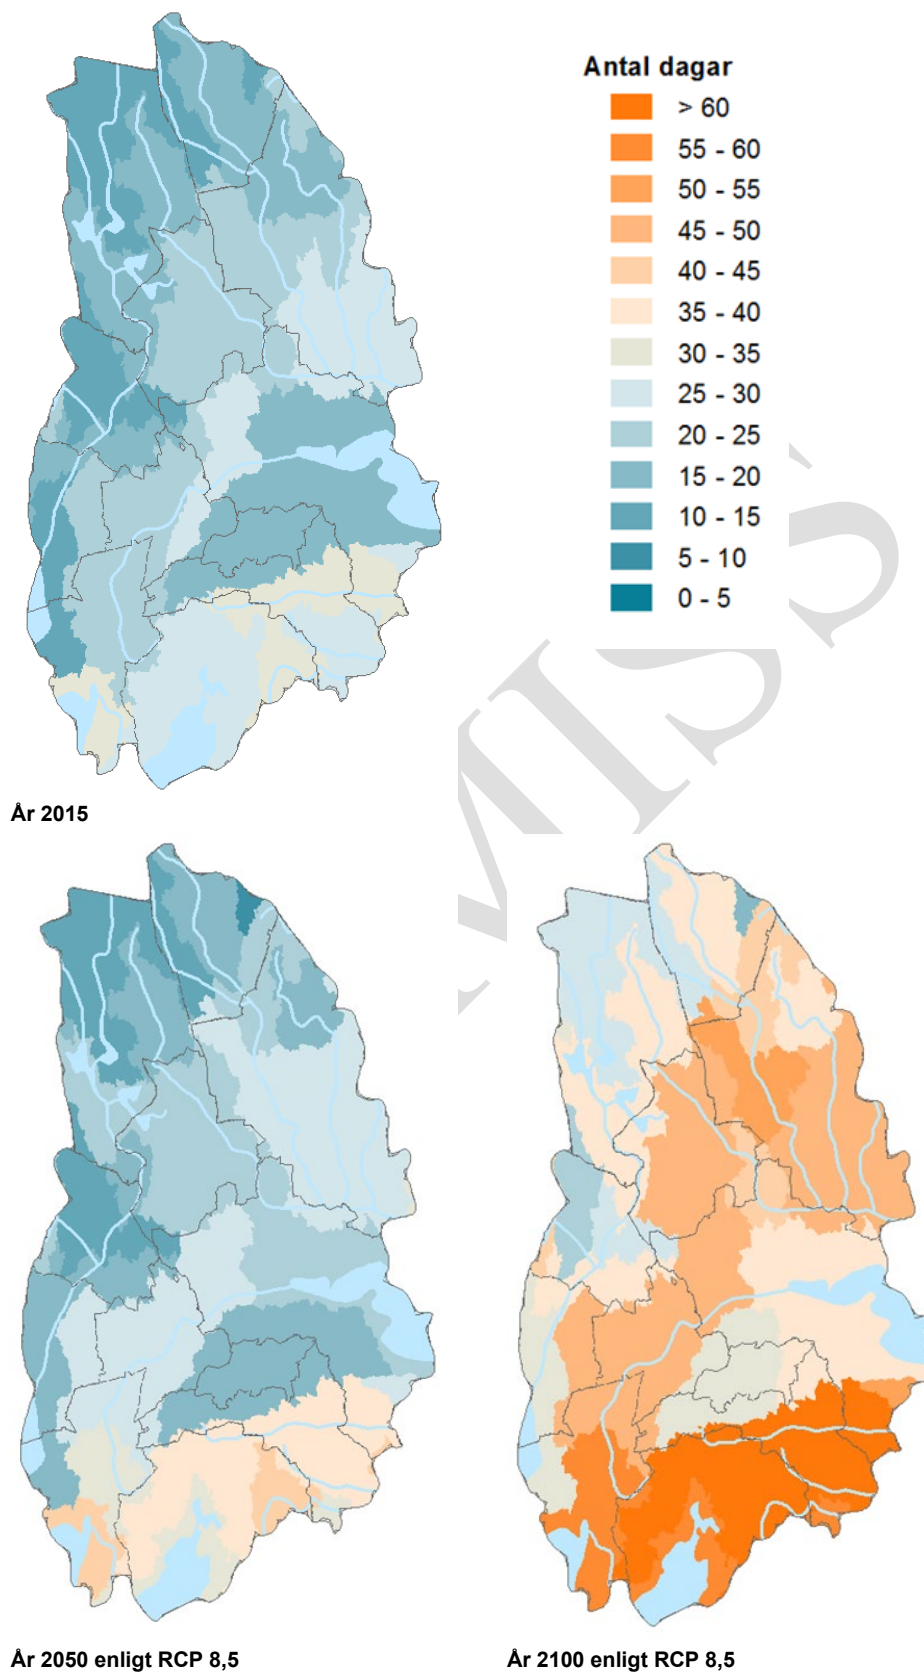 Antal dagar
> 60
55 - 60
50 - 55
45 - 50
40 - 45
35 - 40
30 - 35
25 - 30
20 - 25
15 - 20
10 - 15
5 - 10
0 - 5
MISS
År 2015
År 2050 enligt RCP 8,5
År 2100 enligt RCP 8,5